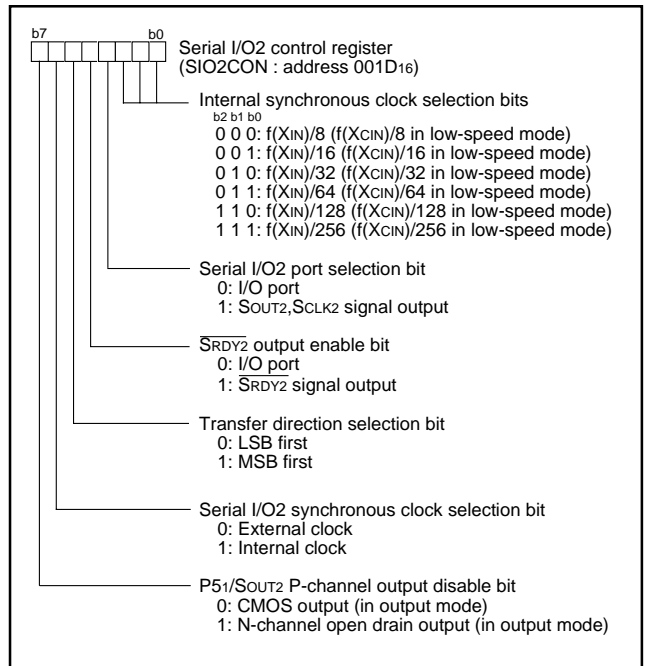 b7 b0
Serial I/O2 control register
(SIO2CON : address 001D16)
Internal synchronous clock selection bits
b2 b1 b0
0 0 0: f(XIN)/8 (f(XCIN)/8 in low-speed mode)
0 0 1: f(XIN)/16 (f(XCIN)/16 in low-speed mode)
0 1 0: f(XIN)/32 (f(XCIN)/32 in low-speed mode)
0 1 1: f(XIN)/64 (f(XCIN)/64 in low-speed mode)
1 1 0: f(XIN)/128 (f(XCIN)/128 in low-speed mode)
1 1 1: f(XIN)/256 (f(XCIN)/256 in low-speed mode)
Serial I/O2 port selection bit
0: I/O port
1: SOUT2,SCLK2 signal output
SRDY2 output enable bit
0: I/O port
1: SRDY2 signal output
Transfer direction selection bit
0: LSB first
1: MSB first
Serial I/O2 synchronous clock selection bit
0: External clock
1: Internal clock
P51/SOUT2 P-channel output disable bit
0: CMOS output (in output mode)
1: N-channel open drain output (in output mode)